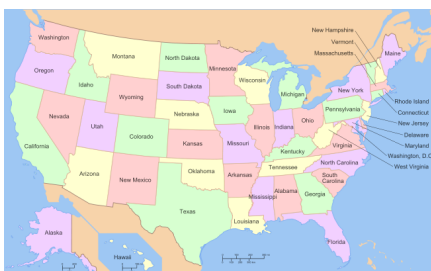 New Hampshire
Vermont
Massachusetts
Washington
Montana
North Dakota
Minnesota
Maine
Oregon
Idaho
South Dakota
Wisconsin
New York
Wyoming
Michigan
Rhode Island
Connecticut
New Jersey
Delaware
Maryland
Washington, D.C
West Virginia
Nevada
Utah
Nebraska
Iowa
Pennsylvania
Illinois
Indiana
Ohio
California
Colorado
Kansas
Missouri
Kentucky
Virginia
Arizona
New Mexico
Oklahoma
Arkansas
Tennessee
North Carolina
South
Carolina
Texas
Mississippi
Alabama
Georgia
Louisiana
Florida
Alaska
Hawaii